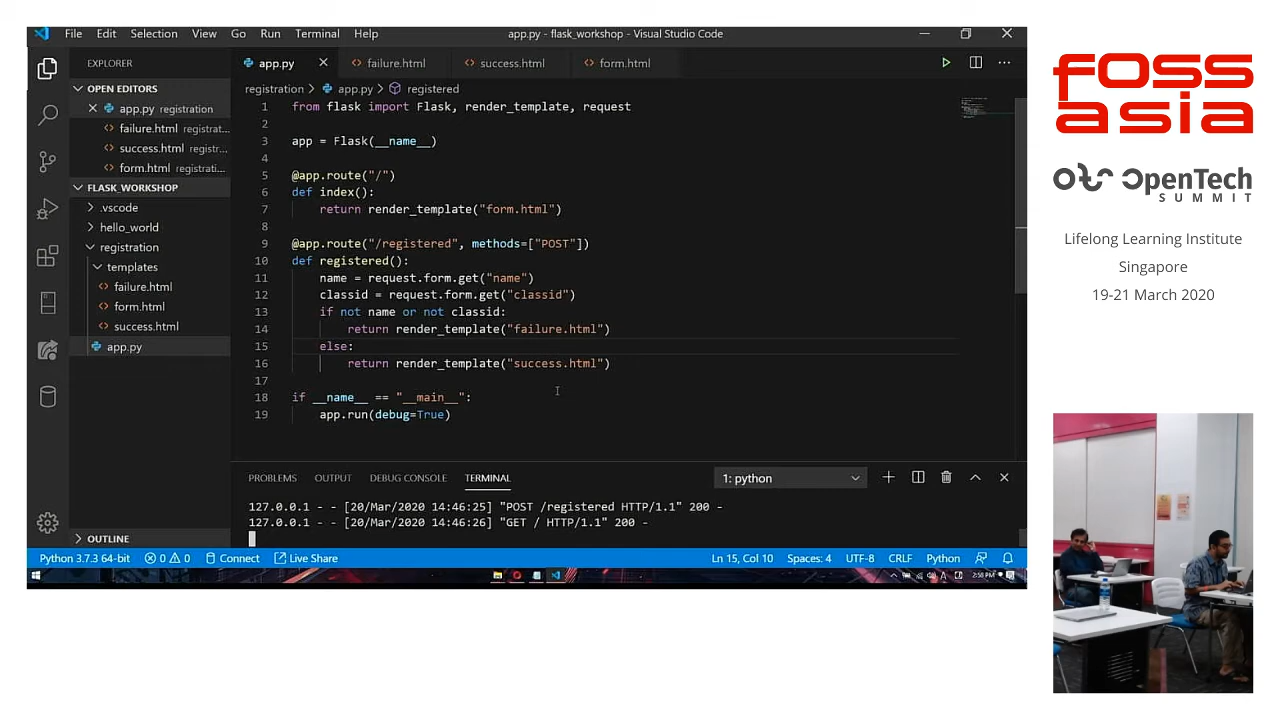 File Edit Selection View Go Run Terminal Help
app.py - flask_workshop - Visual Studio Code
EXPLORER
OPEN EDITORS
app.py registration
failure.html registrat...
success.html registr...
form.html registrati...
FLASK_WORKSHOP
.vscode
hello_world
registration
templates
failure.html
form.html
success.html
app.py
OUTLINE
app.py
failure.html
success.html
form.html
registration > app.py > registered
1 from flask import Flask, render_template, request
2
3 app = Flask(__name__)
4
5 @app.route("/")
6 def index():
7 return render_template("form.html")
8
9 @app.route("/registered", methods=["POST"])
10 def registered():
11 name = request.form.get("name")
12 classid = request.form.get("classid")
13 if not name or not classid:
14 return render_template("failure.html")
15 else:
16 return render_template("success.html")
17
18 if __name__ == "__main__":
19 app.run(debug=True)
PROBLEMS OUTPUT DEBUG CONSOLE TERMINAL
1: python
127.0.0.1 - - [20/Mar/2020 14:46:25] "POST /registered HTTP/1.1" 200 -
127.0.0.1 - - [20/Mar/2020 14:46:26] "GET / HTTP/1.1" 200 -
Python 3.7.3 64-bit 0 0 Connect Live Share
Ln 15, Col 10 Spaces: 4 UTF-8 CRLF Python
2:56 PM
FOSS
asia
OpenTech
SUMMIT
Lifelong Learning Institute
Singapore
19-21 March 2020